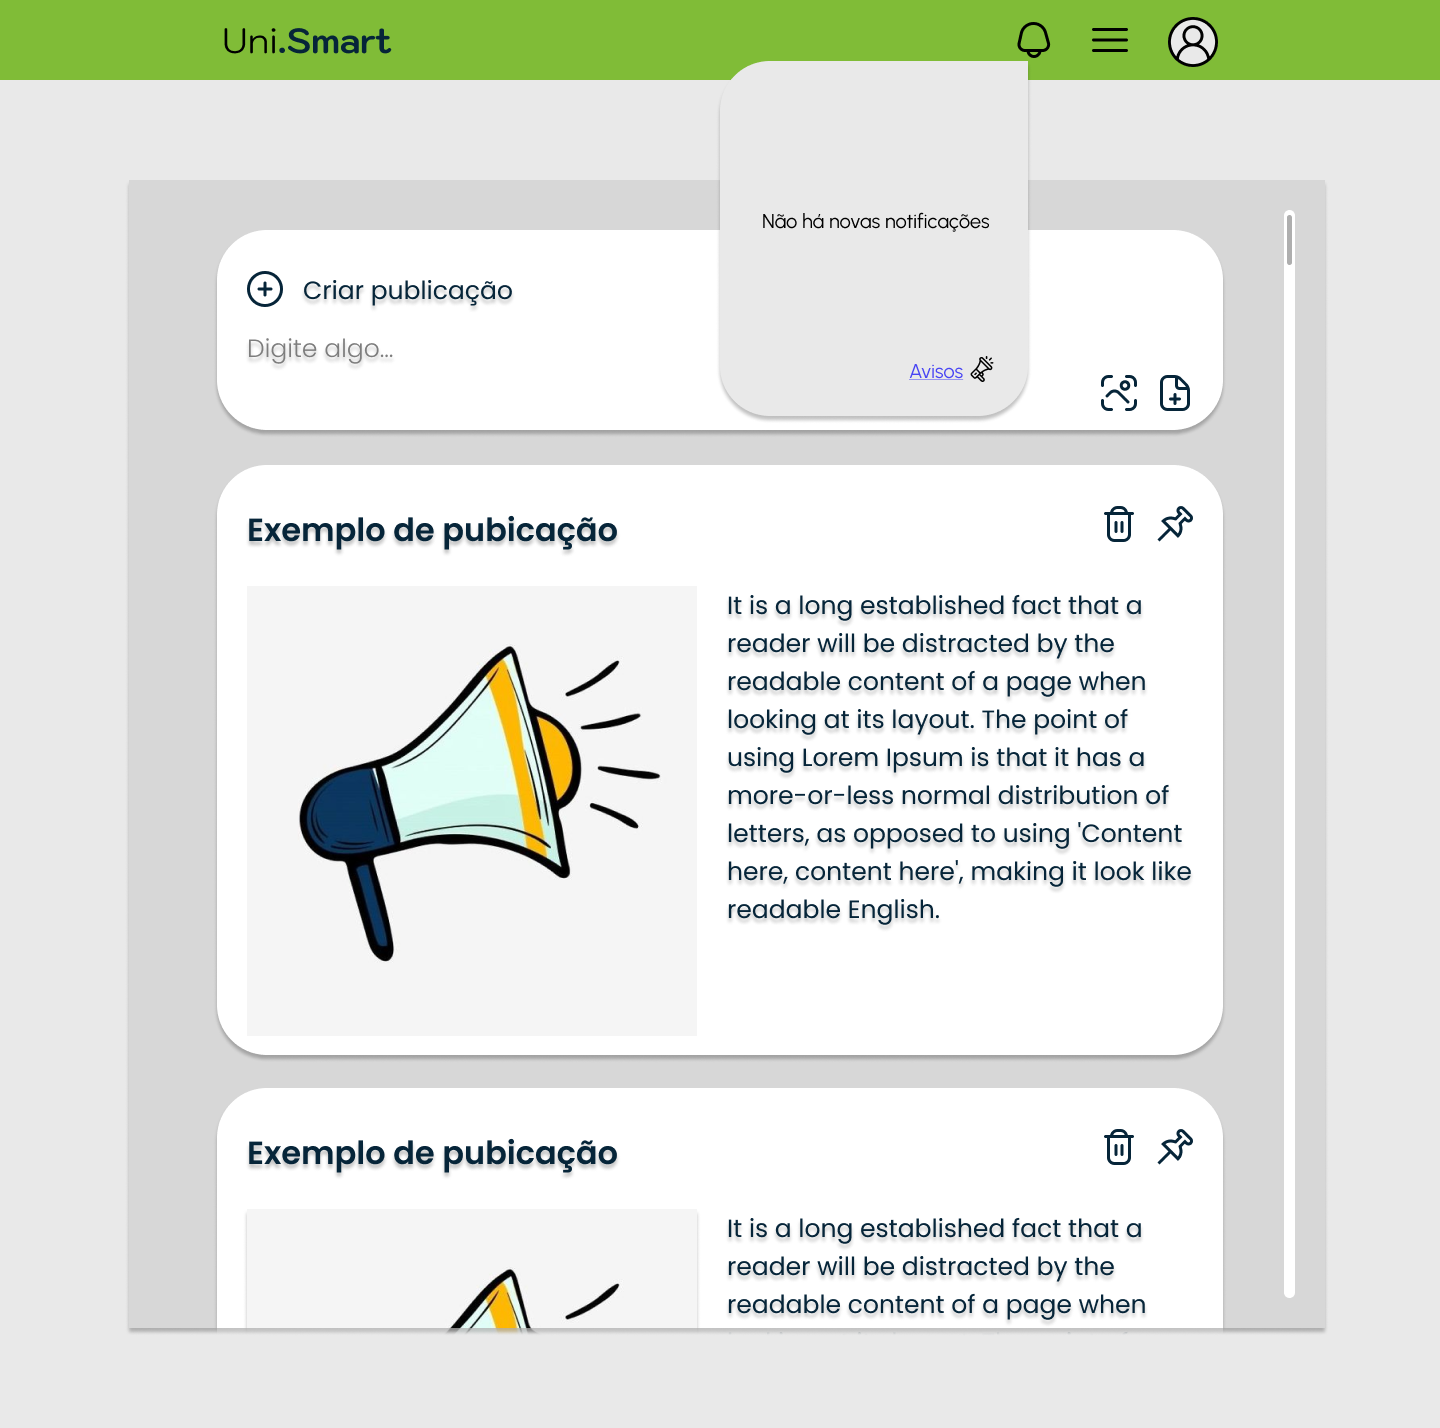 Uni.Smart
Não há novas notificações
Avisos
Criar publicação
Digite algo...
Exemplo de pubicação
It is a long established fact that a
reader will be distracted by the
readable content of a page when
looking at its layout. The point of
using Lorem Ipsum is that it has a
more-or-less normal distribution of
letters, as opposed to using 'Content
here, content here', making it look like
readable English.
Exemplo de pubicação
It is a long established fact that a
reader will be distracted by the
readable content of a page when